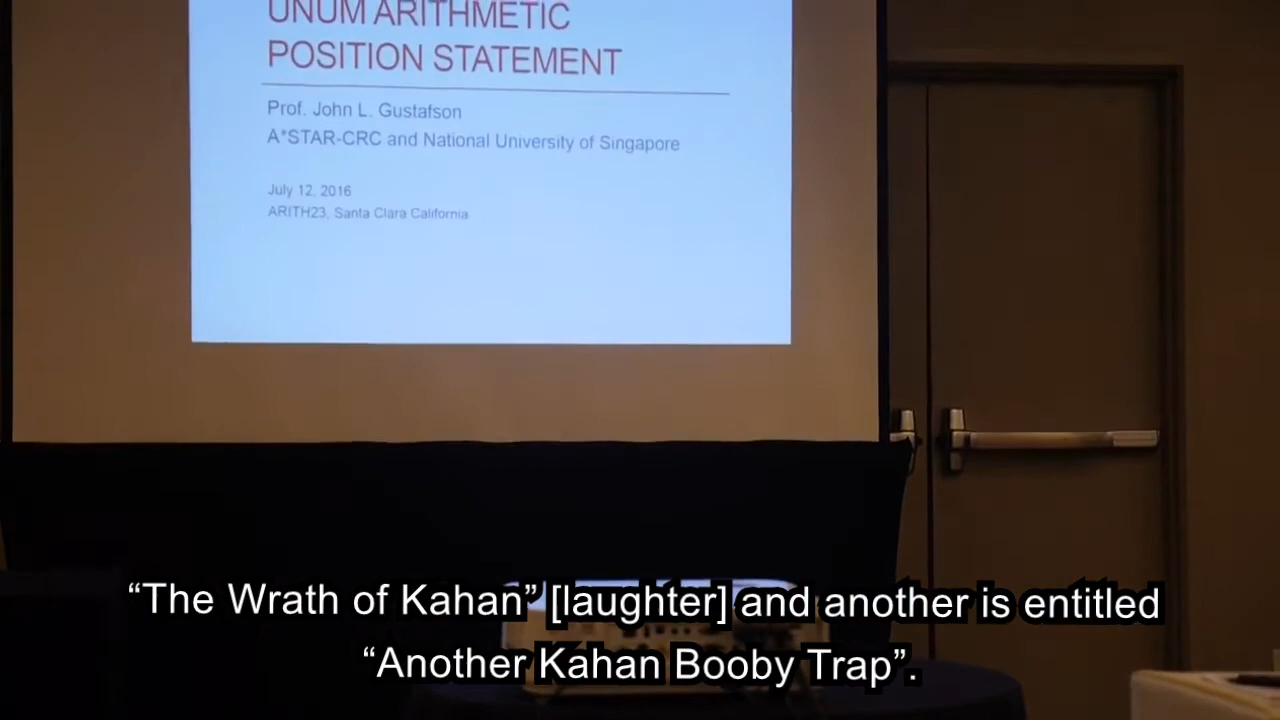 UNUM ARITHMETIC
POSITION STATEMENT
Prof. John L. Gustafson
A*STAR-CRC and National University of Singapore
July 12, 2016
ARITH23, Santa Clara California
“The Wrath of Kahan” [laughter] and another is entitled
“Another Kahan Booby Trap”.